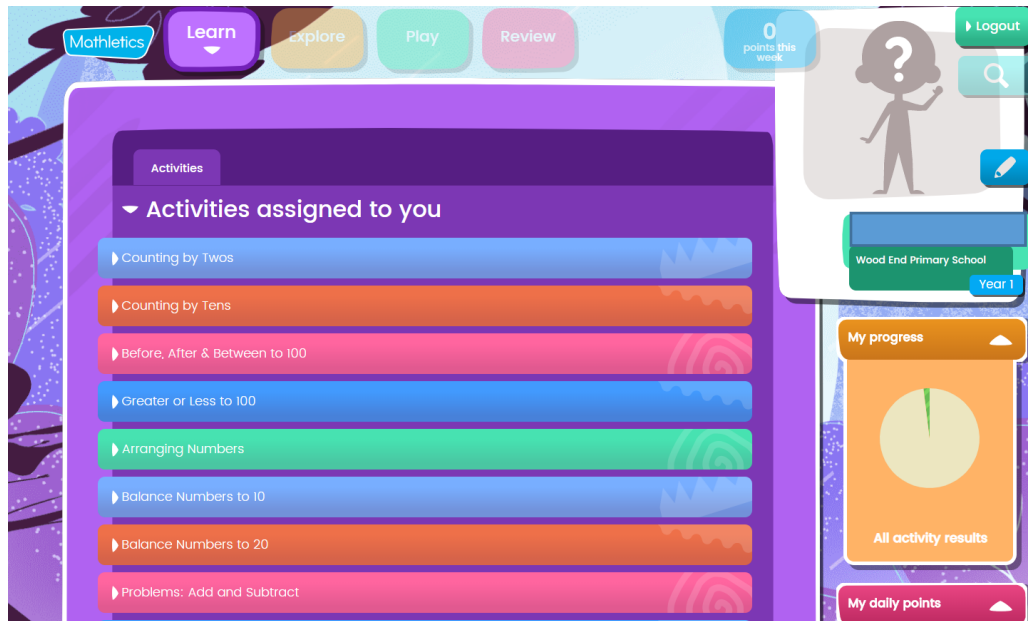 Mathletics
Learn
Explore
Play
Review
0
points this
week
Logout
Activities
Activities assigned to you
Counting by Twos
Counting by Tens
Before, After & Between to 100
Greater or Less to 100
Arranging Numbers
Balance Numbers to 10
Balance Numbers to 20
Problems: Add and Subtract
?
Wood End Primary School
Year 1
My progress
All activity results
My daily points